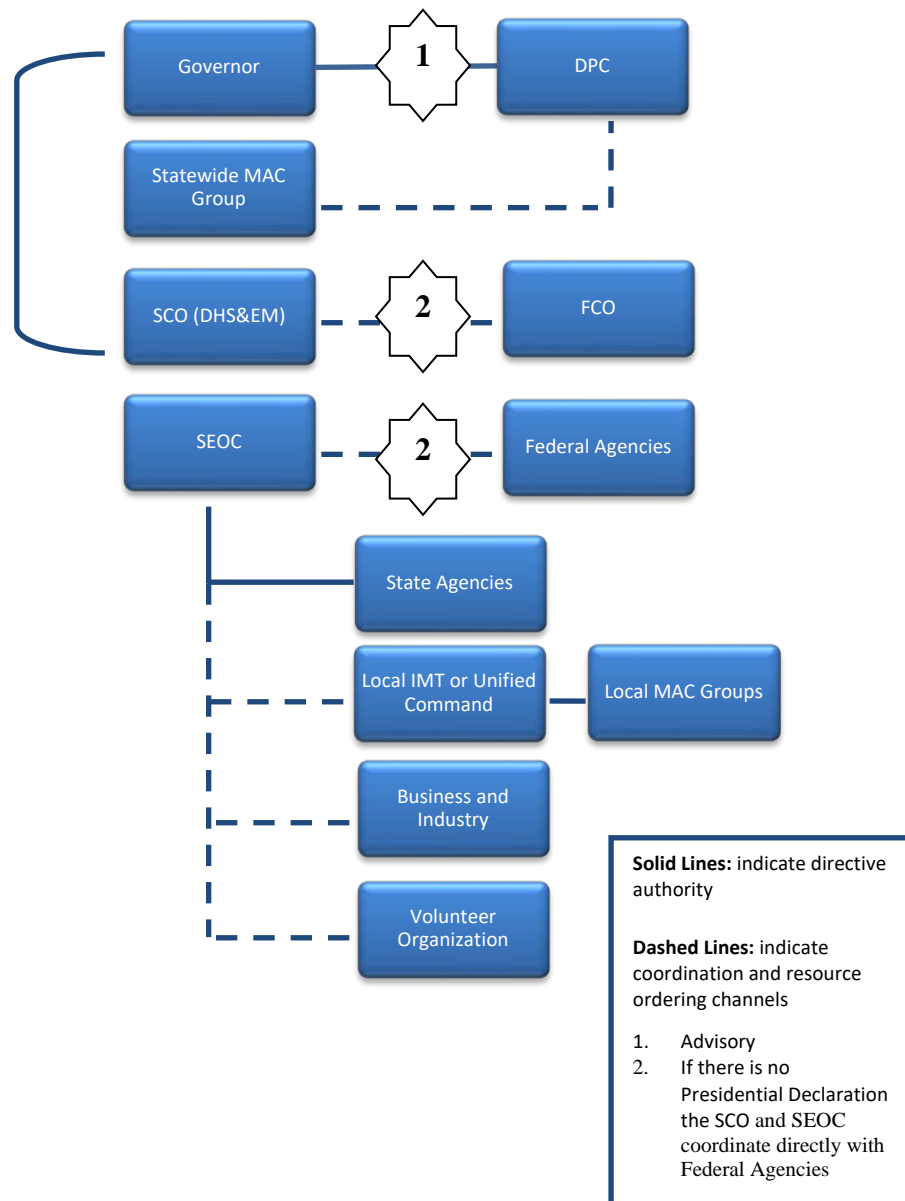 Governor
1
DPC
Statewide MAC
Group
SCO (DHS&EM)
2
FCO
SEOC
2
Federal Agencies
State Agencies
Local IMT or Unified
Command
Local MAC Groups
Business and
Industry
Volunteer
Organization
Solid Lines: indicate directive
authority
Dashed Lines: indicate
coordination and resource
ordering channels
1. Advisory
2. If there is no
Presidential Declaration
the SCO and SEOC
coordinate directly with
Federal Agencies